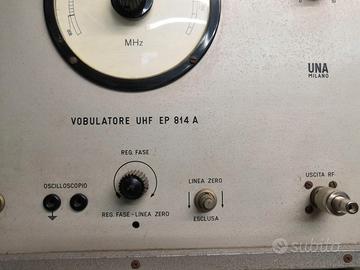 MHz
UNA
MILANO
VOBULATORE UHF EP 814 A
REG. FASE
LINEA ZERO
USCITA RF
OSCILLOSCOPIO
REG. FASE-LINEA ZERO
ESCLUSA
subito